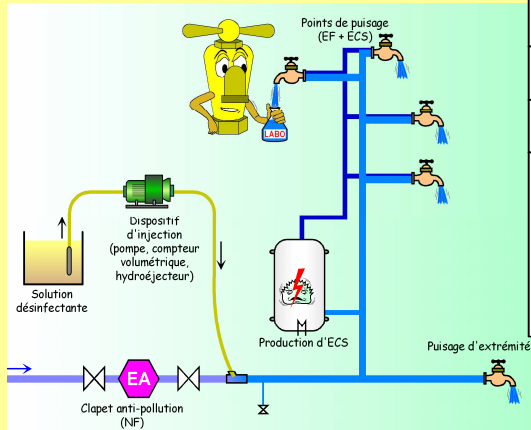 Points de puisage
(EF + ECS)
LABO
Dispositif
d'injection
(pompe, compteur
volumétrique,
hydroéjecteur)
Solution
désinfectante
Production d'ECS
Puisage d'extrémité
EA
Clapet anti-pollution
(NF)